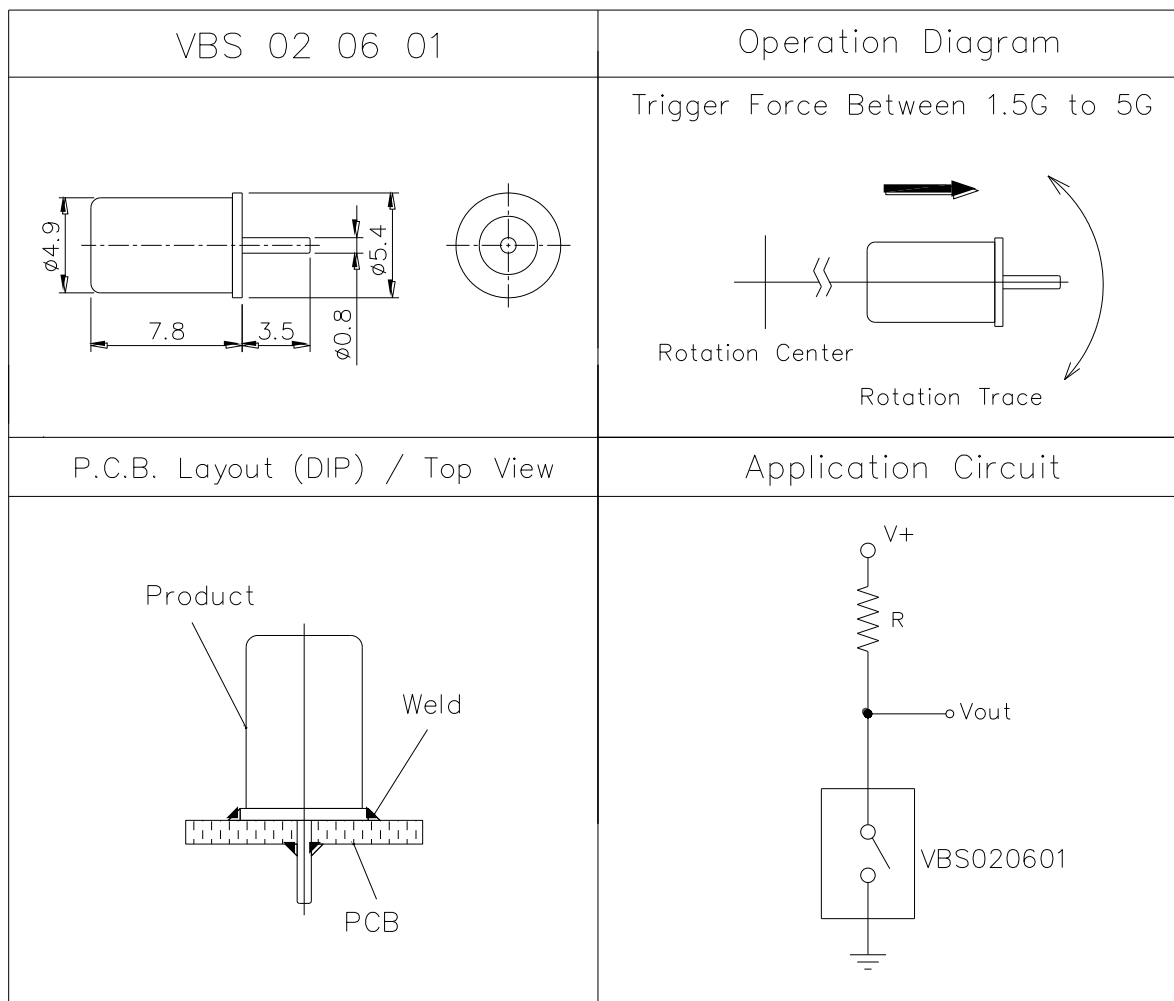 VBS 02 06 01
Operation Diagram
Trigger Force Between 1.5G to 5G
ø4.9
7.8
3.5
ø0.8
ø5.4
Rotation Center
Rotation Trace
P.C.B. Layout (DIP) / Top View
Application Circuit
Product
Weld
PCB
V+
R
Vout
VBS020601